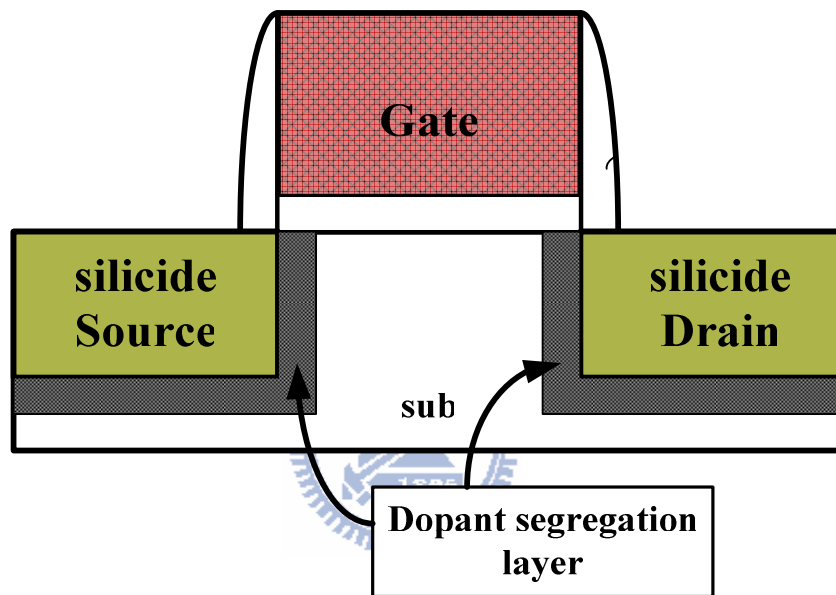 Gate
silicide
Source
silicide
Drain
sub
Dopant segregation
layer